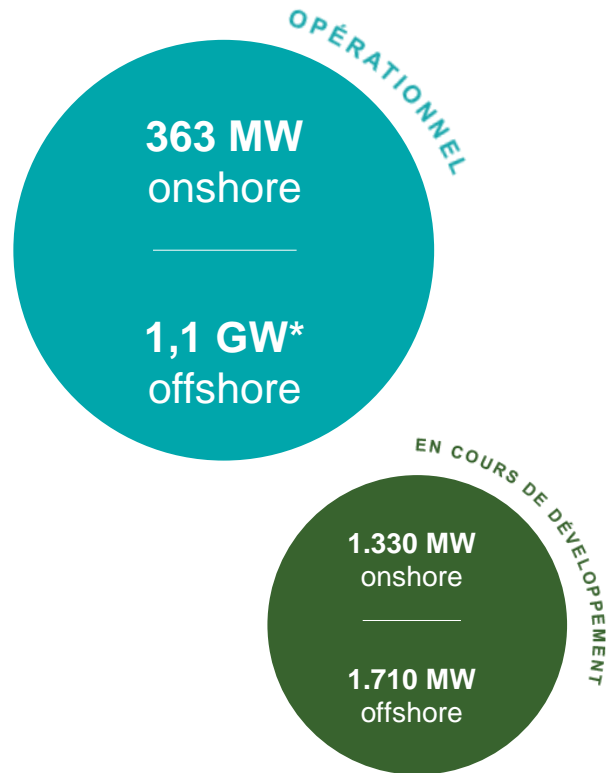 OPÉRATIONNEL
363 MW
onshore
1,1 GW*
offshore
EN COURS DE DÉVELOPPEMENT
1.330 MW
onshore
1.710 MW
offshore